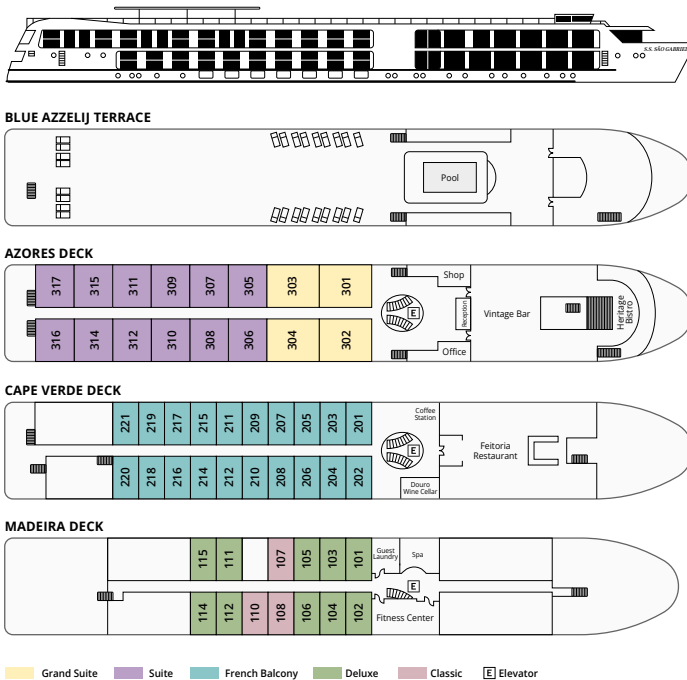 S.S. SÃO GABRIEL
BLUE AZZELIJ TERRACE
Pool
AZORES DECK
317 315 311 309 307 305 303 301
316 314 312 310 308 306 304 302
E
Shop
Reception
Office
Vintage Bar
Heritage
Bistro
CAPE VERDE DECK
221 219 217 215 211 209 207 205 203 201
220 218 216 214 212 210 208 206 204 202
Coffee
Station
E
Douro
Wine Cellar
Feitoria
Restaurant
MADEIRA DECK
115 111 107 105 103 101
114 112 110 108 106 104 102
Guest
Laundry
Spa
E
Fitness Center
Grand Suite Suite French Balcony Deluxe Classic E Elevator